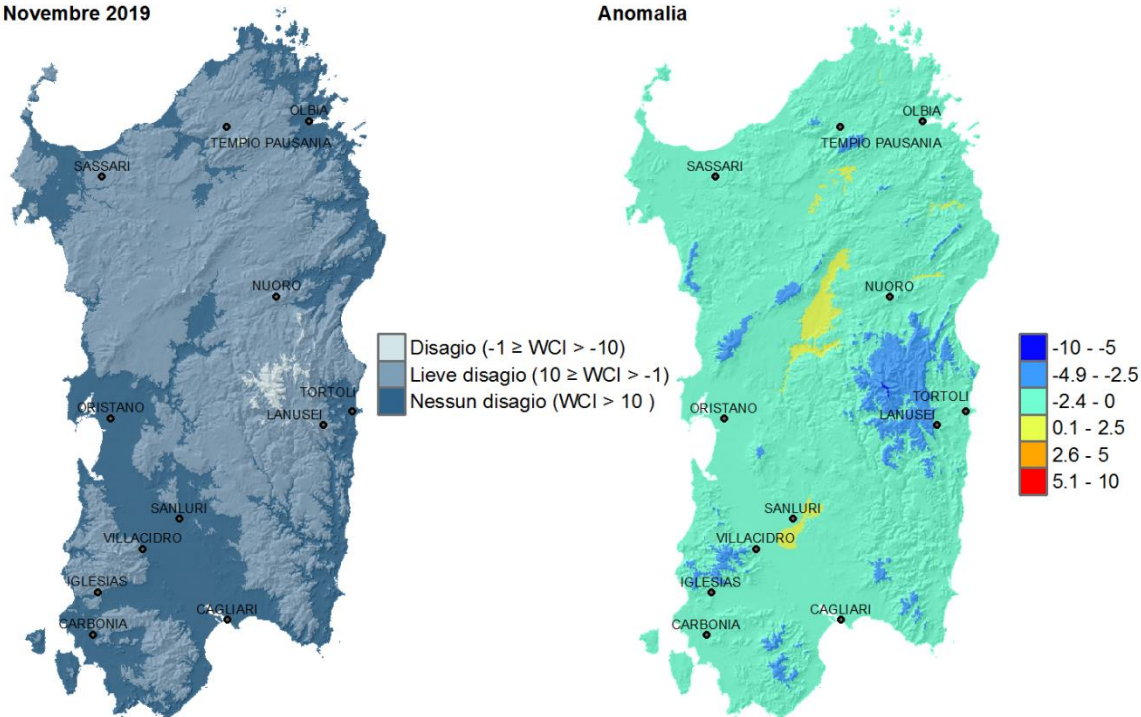 Novembre 2019
OLBIA
TEMPIO PAUSANIA
SASSARI
NUORO
TORTOLI
ORISTANO
LANUSEI
SANLURI
VILLACIDRO
IGLESIAS
CAGLIARI
CARBONIA
Disagio (-1 ≥ WCI > -10)
Lieve disagio (10 ≥ WCI > -1)
Nessun disagio (WCI > 10 )
Anomalia
OLBIA
TEMPIO PAUSANIA
SASSARI
NUORO
TORTOLI
ORISTANO
LANUSEI
SANLURI
VILLACIDRO
IGLESIAS
CAGLIARI
CARBONIA
-10 - -5
-4.9 - -2.5
-2.4 - 0
0.1 - 2.5
2.6 - 5
5.1 - 10